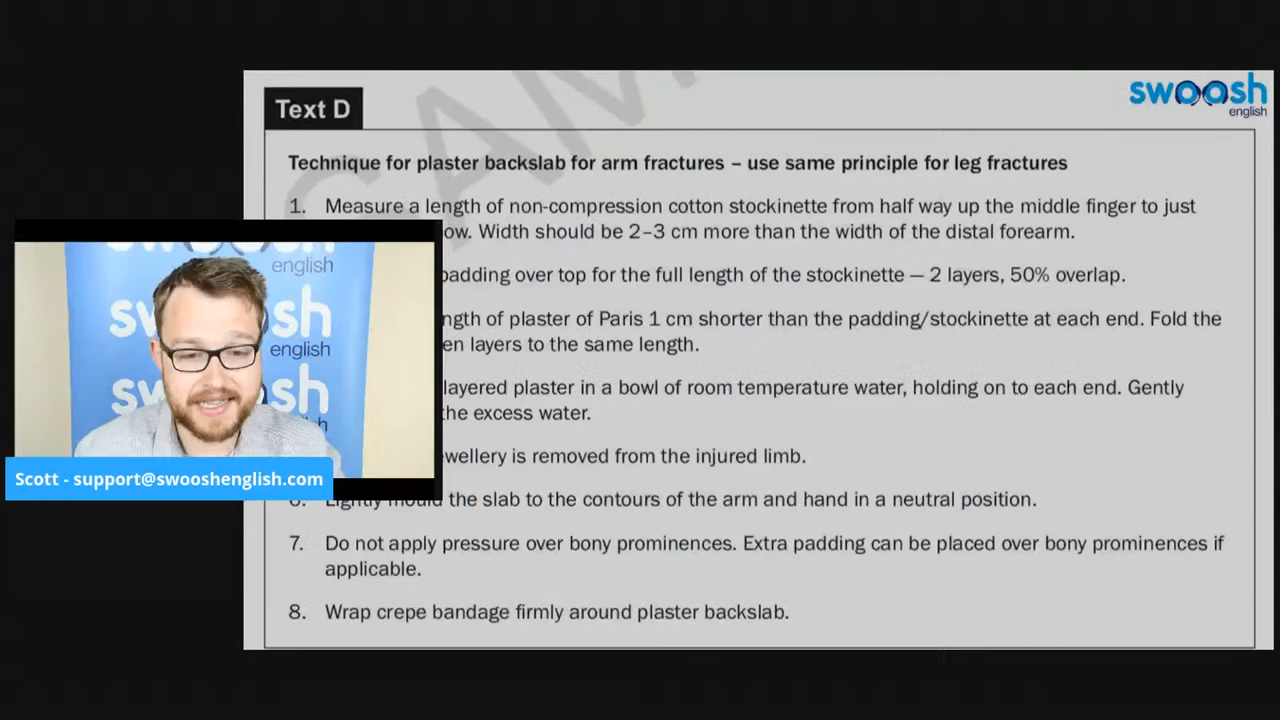 swoosh
english
Text D
Technique for plaster backslab for arm fractures – use same principle for leg fractures
1. Measure a length of non-compression cotton stockinette from half way up the middle finger to just
ow. Width should be 2–3 cm more than the width of the distal forearm.
padding over top for the full length of the stockinette — 2 layers, 50% overlap.
ngth of plaster of Paris 1 cm shorter than the padding/stockinette at each end. Fold the
en layers to the same length.
layered plaster in a bowl of room temperature water, holding on to each end. Gently
the excess water.
wellery is removed from the injured limb.
6. Lightly mould the slab to the contours of the arm and hand in a neutral position.
7. Do not apply pressure over bony prominences. Extra padding can be placed over bony prominences if
applicable.
8. Wrap crepe bandage firmly around plaster backslab.
english
sw sh
english
sw sh
Scott - support@swooshenglish.com